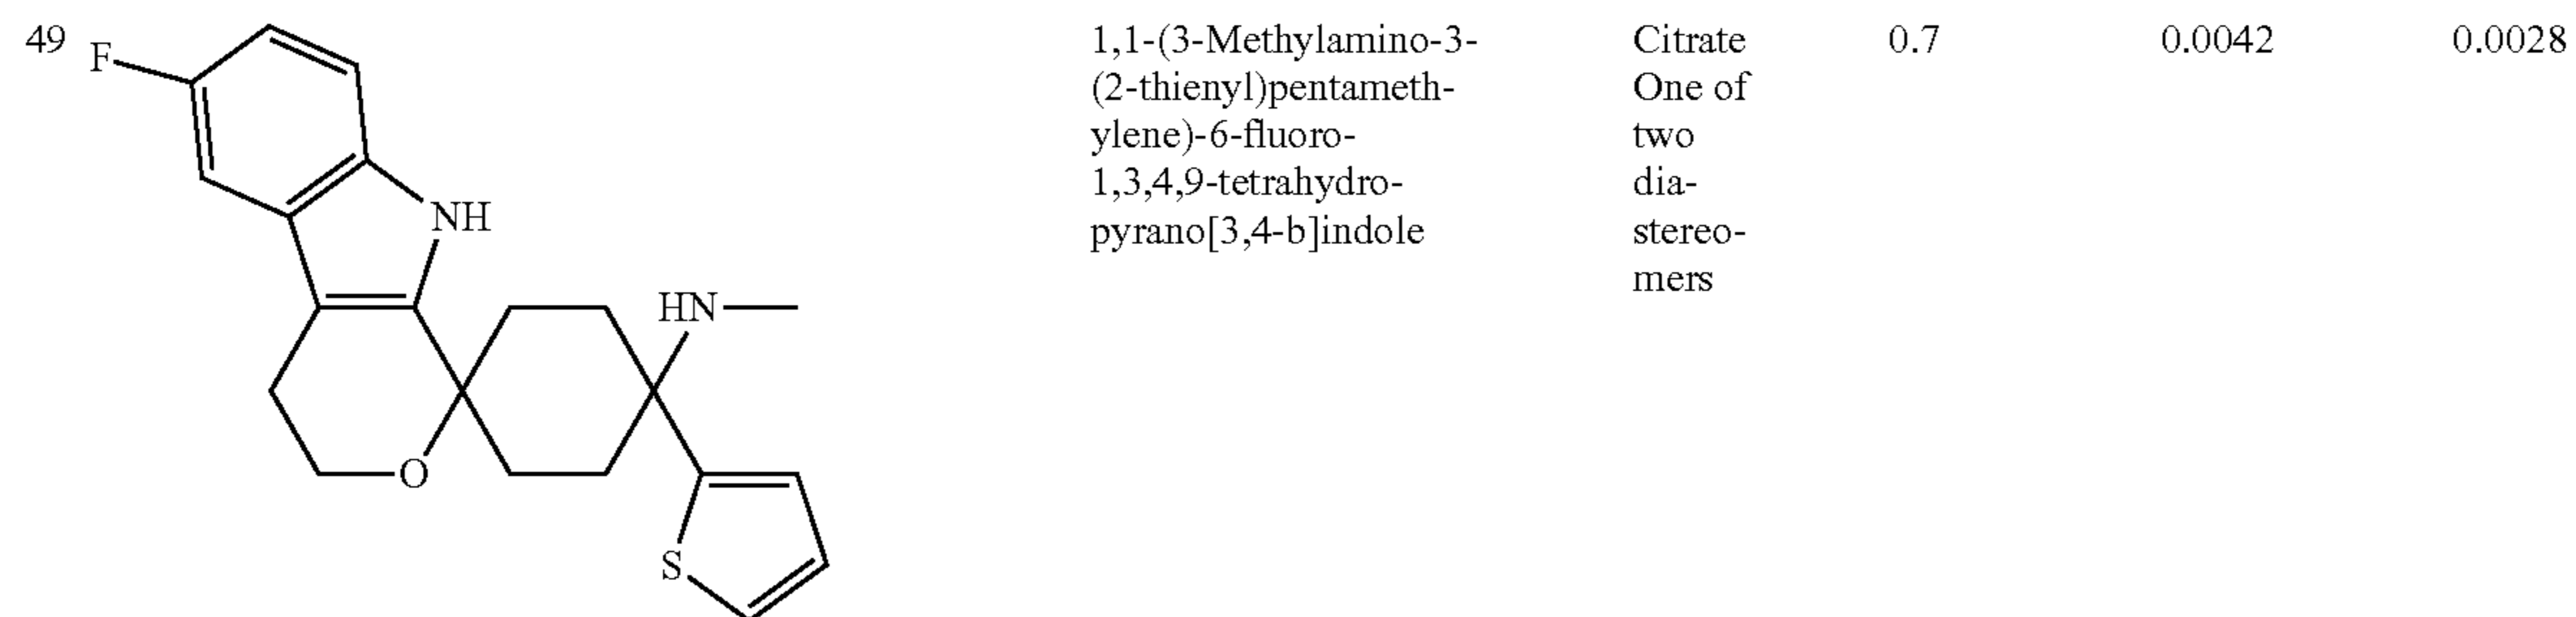 49
F
NH
HN
O
S
1,1-(3-Methylamino-3-
(2-thienyl)pentameth-
ylene)-6-fluoro-
1,3,4,9-tetrahydro-
pyrano[3,4-b]indole
Citrate
One of
two
dia-
stereo-
mers
0.7
0.0042
0.0028